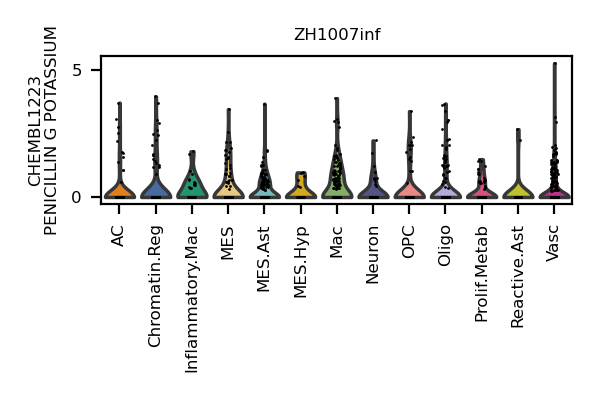 ZH1007inf
CHEMBL1223
PENICILLIN G POTASSIUM
5
0
AC
Chromatin.Reg
Inflammatory.Mac
MES
MES.Ast
MES.Hyp
Mac
Neuron
OPC
Oligo
Prolif.Metab
Reactive.Ast
Vasc